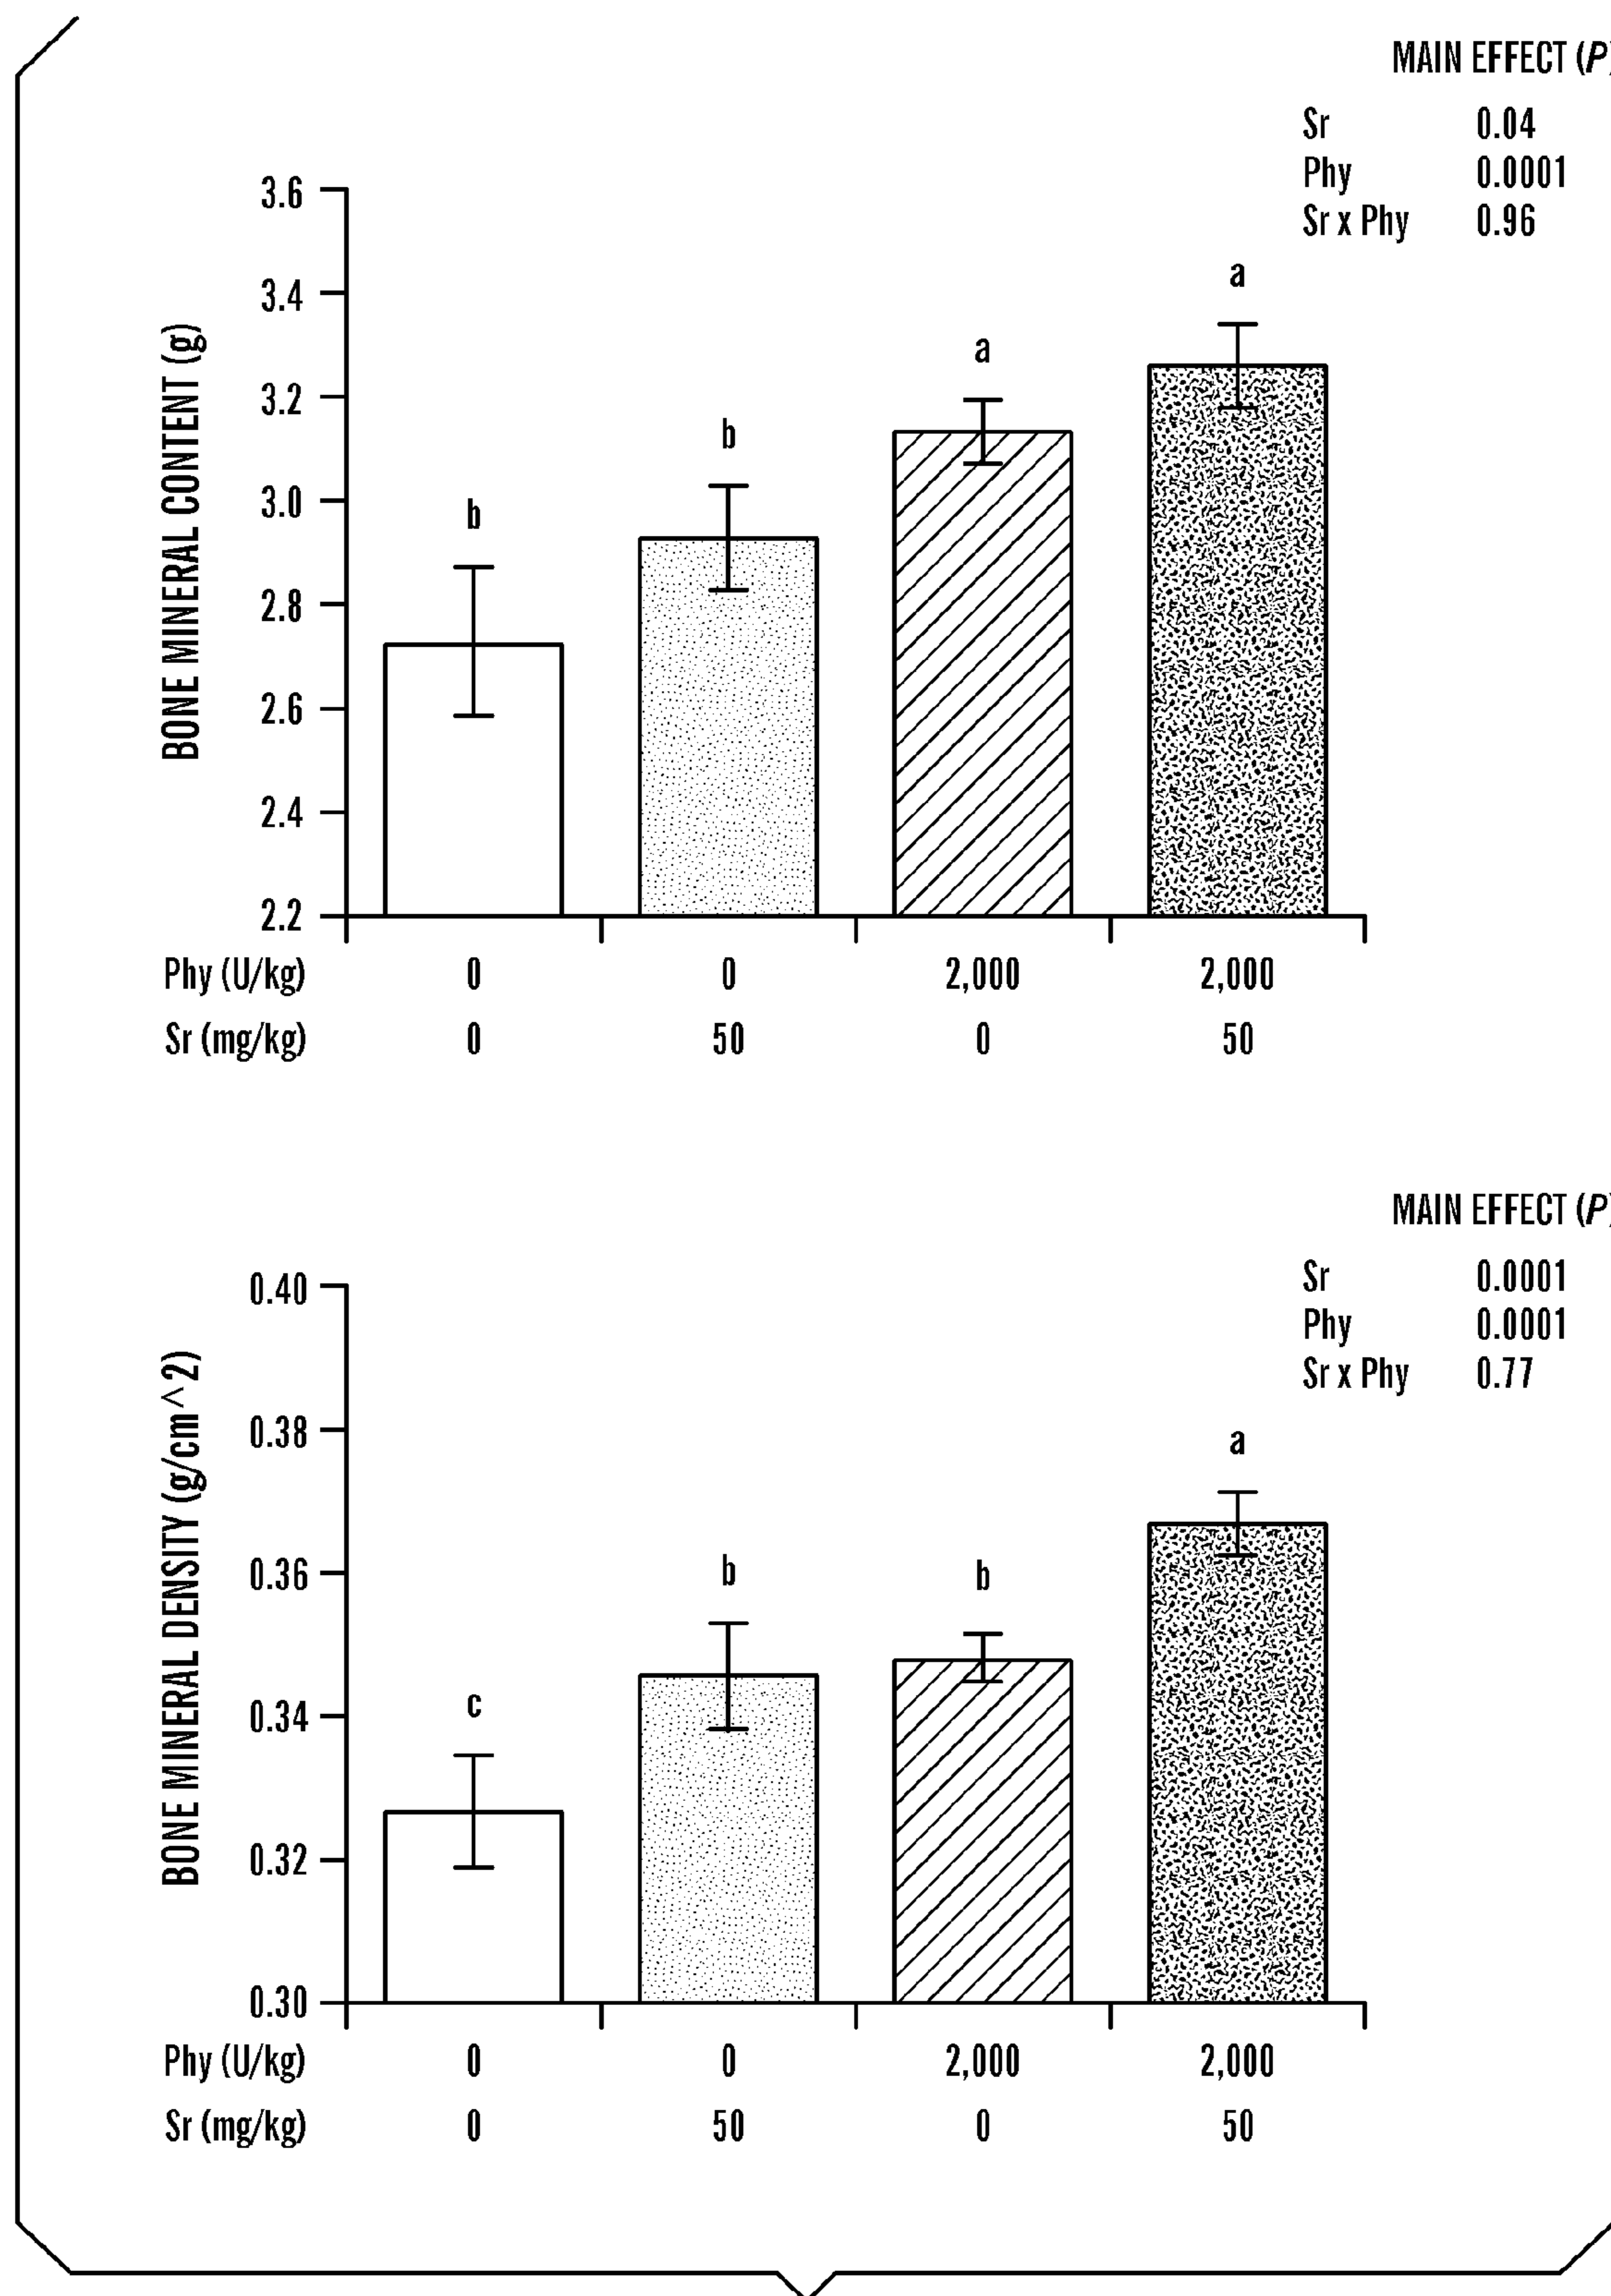 MAIN EFFECT (P)
Sr 0.04
Phy 0.0001
Sr x Phy 0.96
BONE MINERAL CONTENT (g)
3.6
3.4
3.2
3.0
2.8
2.6
2.4
2.2
b
b
a
a
Phy (U/kg) 0 0 2,000 2,000
Sr (mg/kg) 0 50 0 50
MAIN EFFECT (P)
Sr 0.0001
Phy 0.0001
Sr x Phy 0.77
BONE MINERAL DENSITY (g/cm^2)
0.40
0.38
0.36
0.34
0.32
0.30
c
b
b
a
Phy (U/kg) 0 0 2,000 2,000
Sr (mg/kg) 0 50 0 50